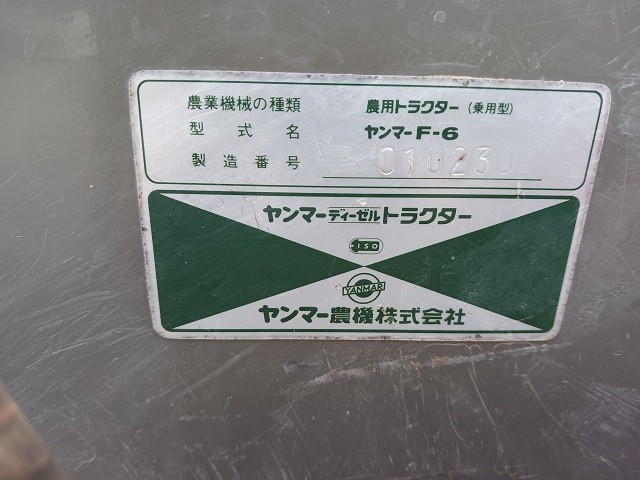 農業機械の種類 農用トラクター (乗用型)
型式名 ヤンマーF-6
製造番号 010230
ヤンマーディーゼルトラクター
ISO
YANMAR
ヤンマー農機株式会社